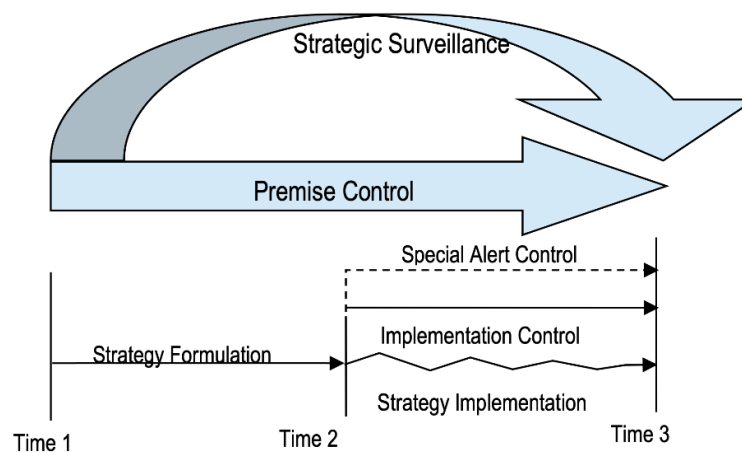 Strategic Surveillance
Premise Control
Special Alert Control
Implementation Control
Strategy Formulation
Strategy Implementation
Time 1
Time 2
Time 3